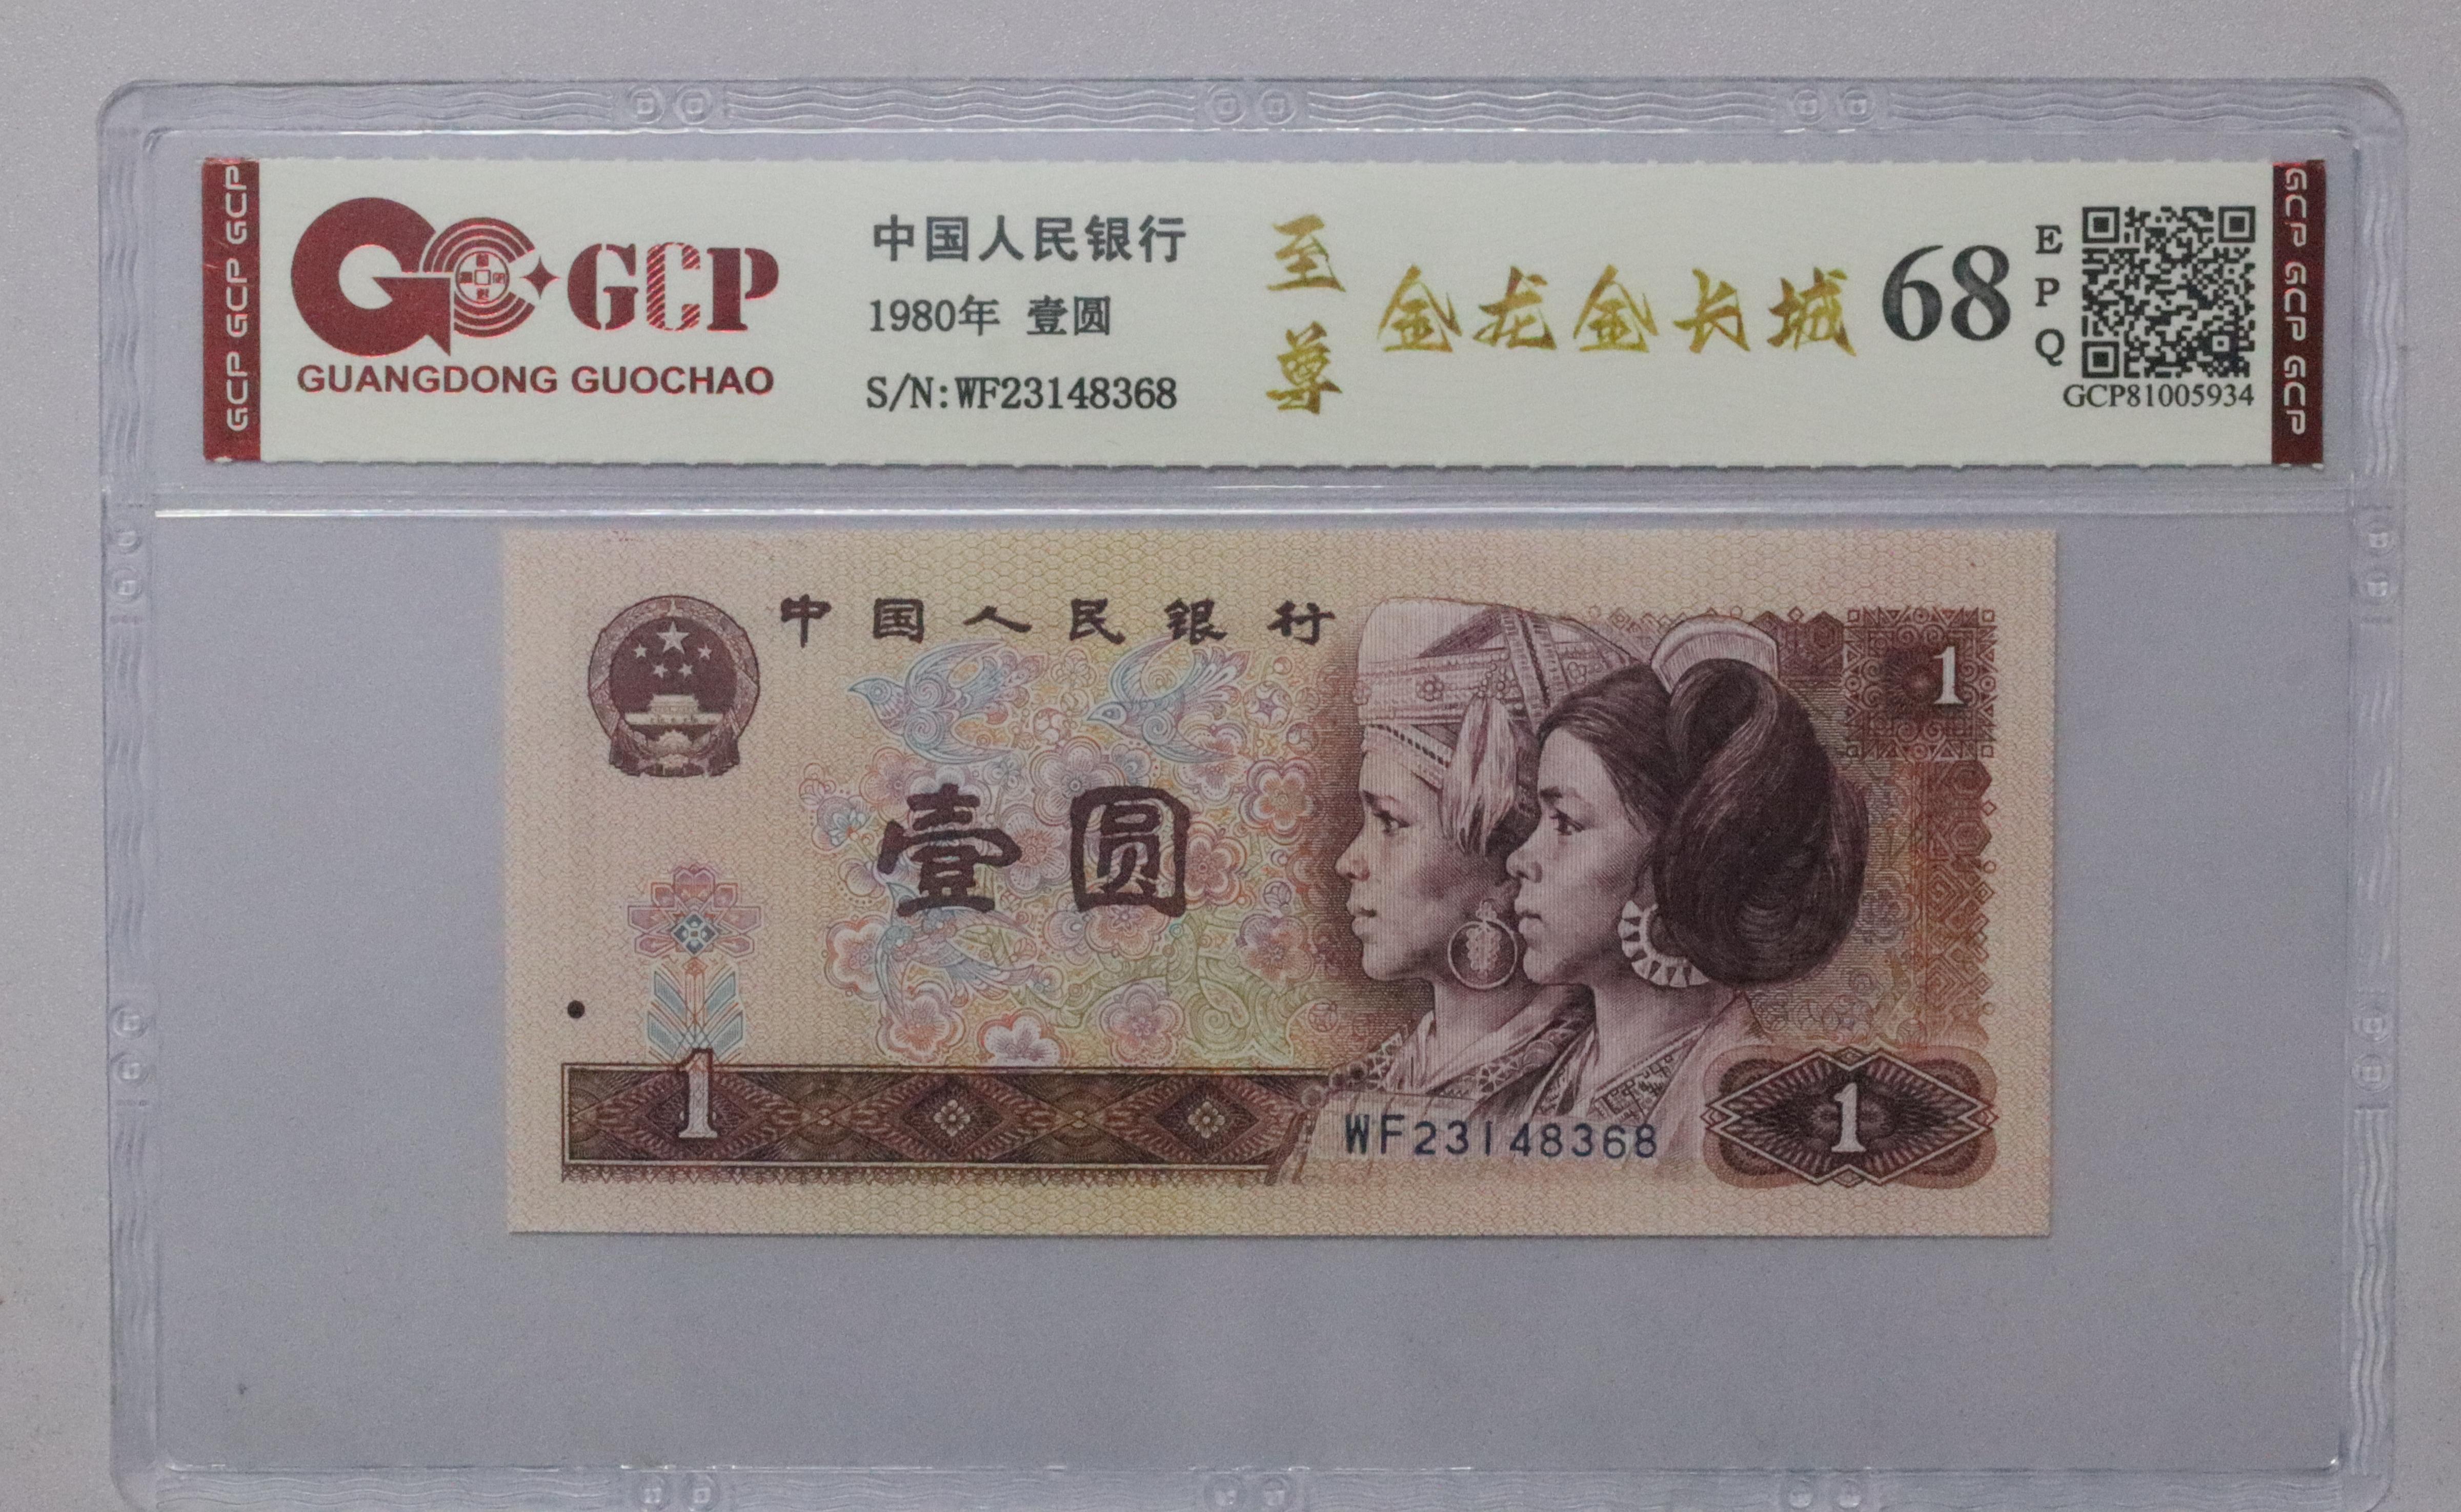 GCP GCP GCP
GCP
GUANGDONG GUOCHAO
中国人民银行
1980年 壹圆
S/N:WF23148368
至尊
金龙金长城
68
EPQ
GCP81005934
GCP GCP GCP
中国人民银行
1
壹圆
1
WF23148368
1